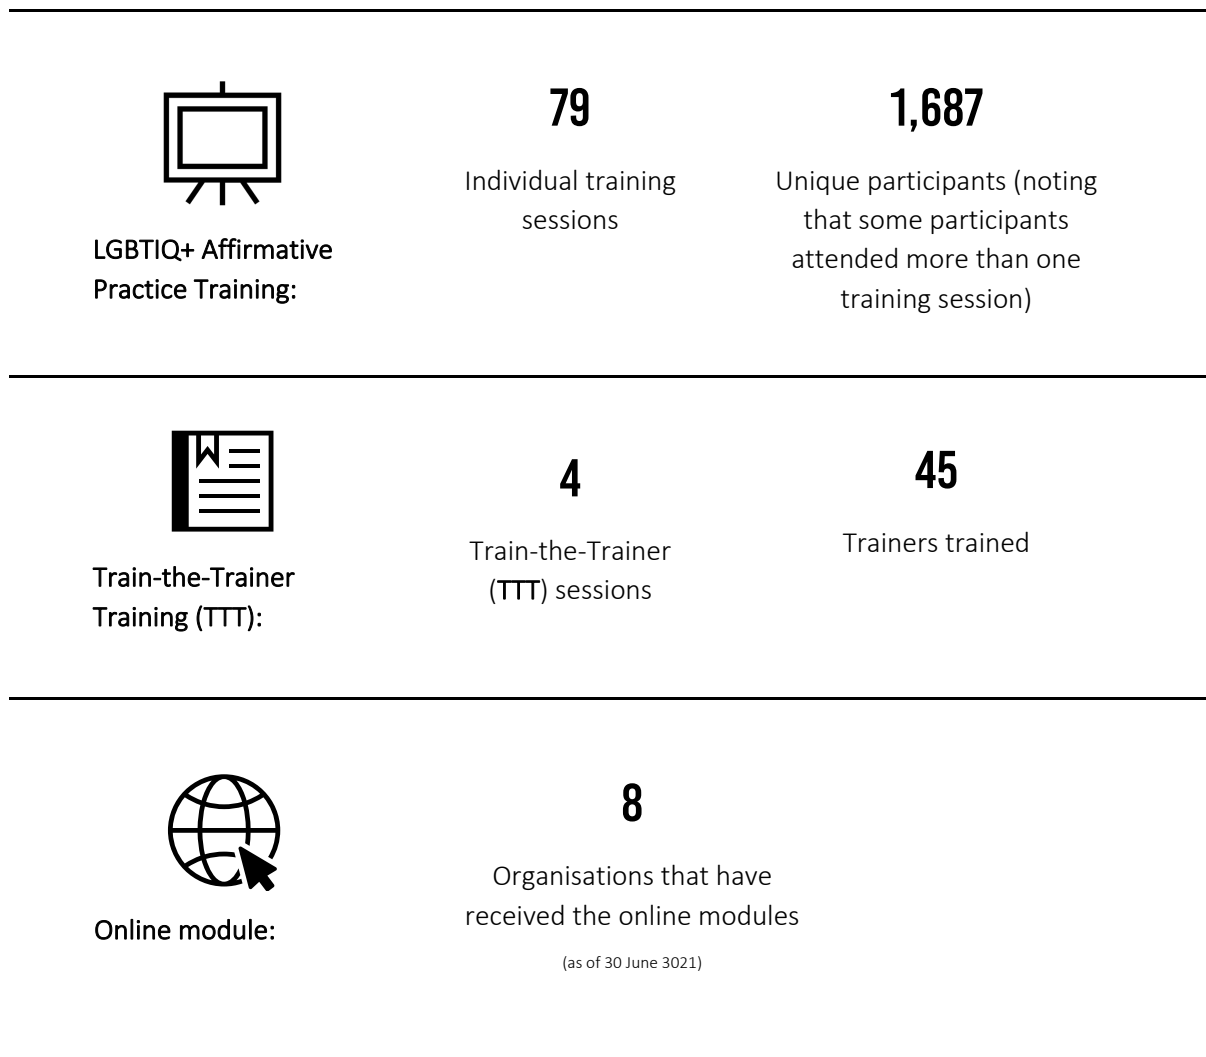 LGBTIQ+ Affirmative
Practice Training:
79
Individual training
sessions
1,687
Unique participants (noting
that some participants
attended more than one
training session)
Train-the-Trainer
Training (TTT):
4
Train-the-Trainer
(TTT) sessions
45
Trainers trained
Online module:
8
Organisations that have
received the online modules
(as of 30 June 3021)